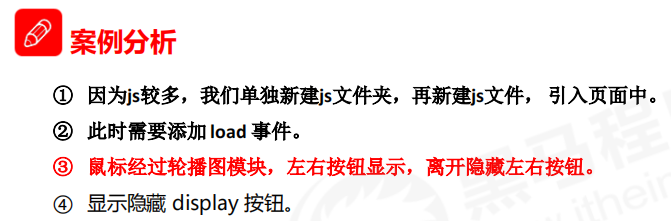 案例分析
① 因为js较多，我们单独新建js文件夹，再新建js文件， 引入页面中。
② 此时需要添加 load 事件。
③ 鼠标经过轮播图模块，左右按钮显示，离开隐藏左右按钮。
④ 显示隐藏 display 按钮。